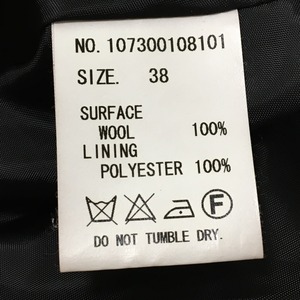 NO. 107300108101
SIZE. 38
SURFACE
WOOL 100%
LINING
POLYESTER 100%
F
DO NOT TUMBLE DRY.